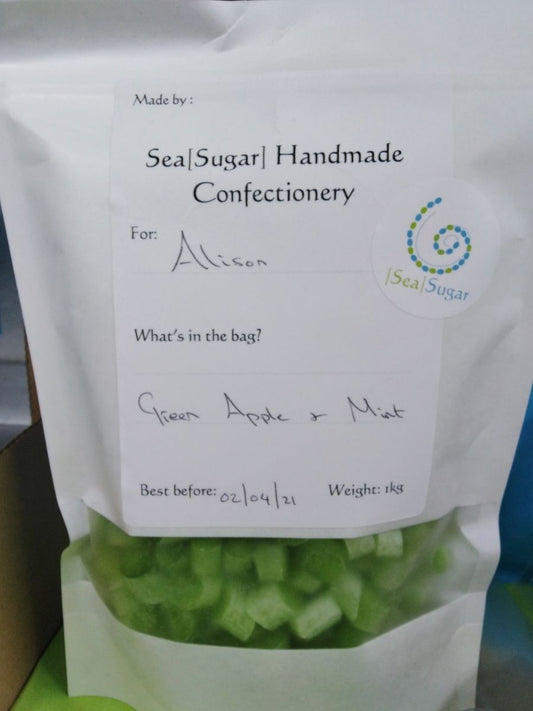 Made by :
Sea[Sugar] Handmade
Confectionery
For: Alison
|Sea|Sugar
What's in the bag?
Green Apple & Mint
Best before: 02/04/21 Weight: 1kg